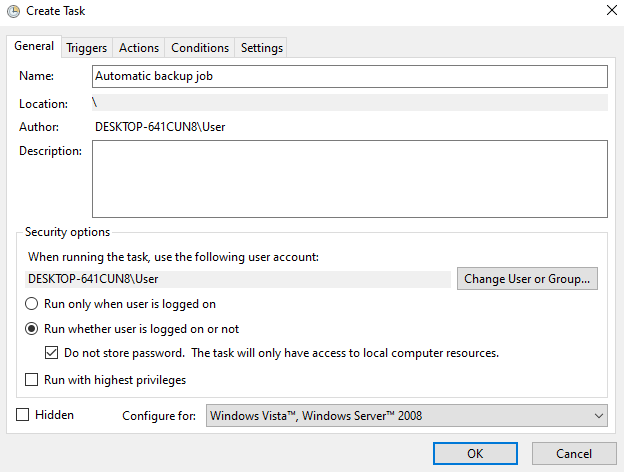 Create Task
General Triggers Actions Conditions Settings
Name: Automatic backup job
Location: \
Author: DESKTOP-641CUN8\User
Description:
Security options
When running the task, use the following user account:
DESKTOP-641CUN8\User Change User or Group...
Run only when user is logged on
Run whether user is logged on or not
Do not store password. The task will only have access to local computer resources.
Run with highest privileges
Hidden Configure for: Windows Vista™, Windows Server™ 2008
OK Cancel